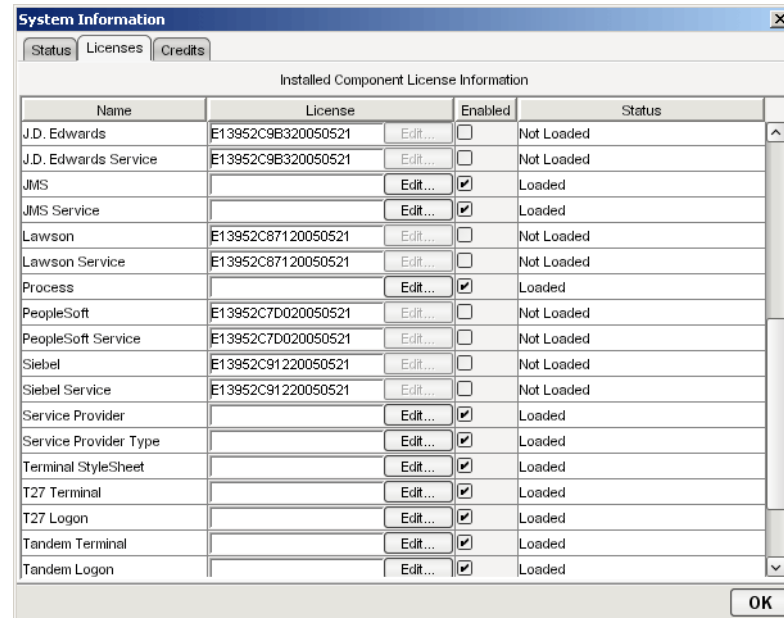 System Information
Status Licenses Credits
Installed Component License Information
Name License Enabled Status
J.D. Edwards E13952C9B320050521 Edit... Not Loaded
J.D. Edwards Service E13952C9B320050521 Edit... Not Loaded
JMS Edit... Loaded
JMS Service Edit... Loaded
Lawson E13952C87120050521 Edit... Not Loaded
Lawson Service E13952C87120050521 Edit... Not Loaded
Process Edit... Loaded
PeopleSoft E13952C7D020050521 Edit... Not Loaded
PeopleSoft Service E13952C7D020050521 Edit... Not Loaded
Siebel E13952C91220050521 Edit... Not Loaded
Siebel Service E13952C91220050521 Edit... Not Loaded
Service Provider Edit... Loaded
Service Provider Type Edit... Loaded
Terminal StyleSheet Edit... Loaded
T27 Terminal Edit... Loaded
T27 Logon Edit... Loaded
Tandem Terminal Edit... Loaded
Tandem Logon Edit... Loaded
OK